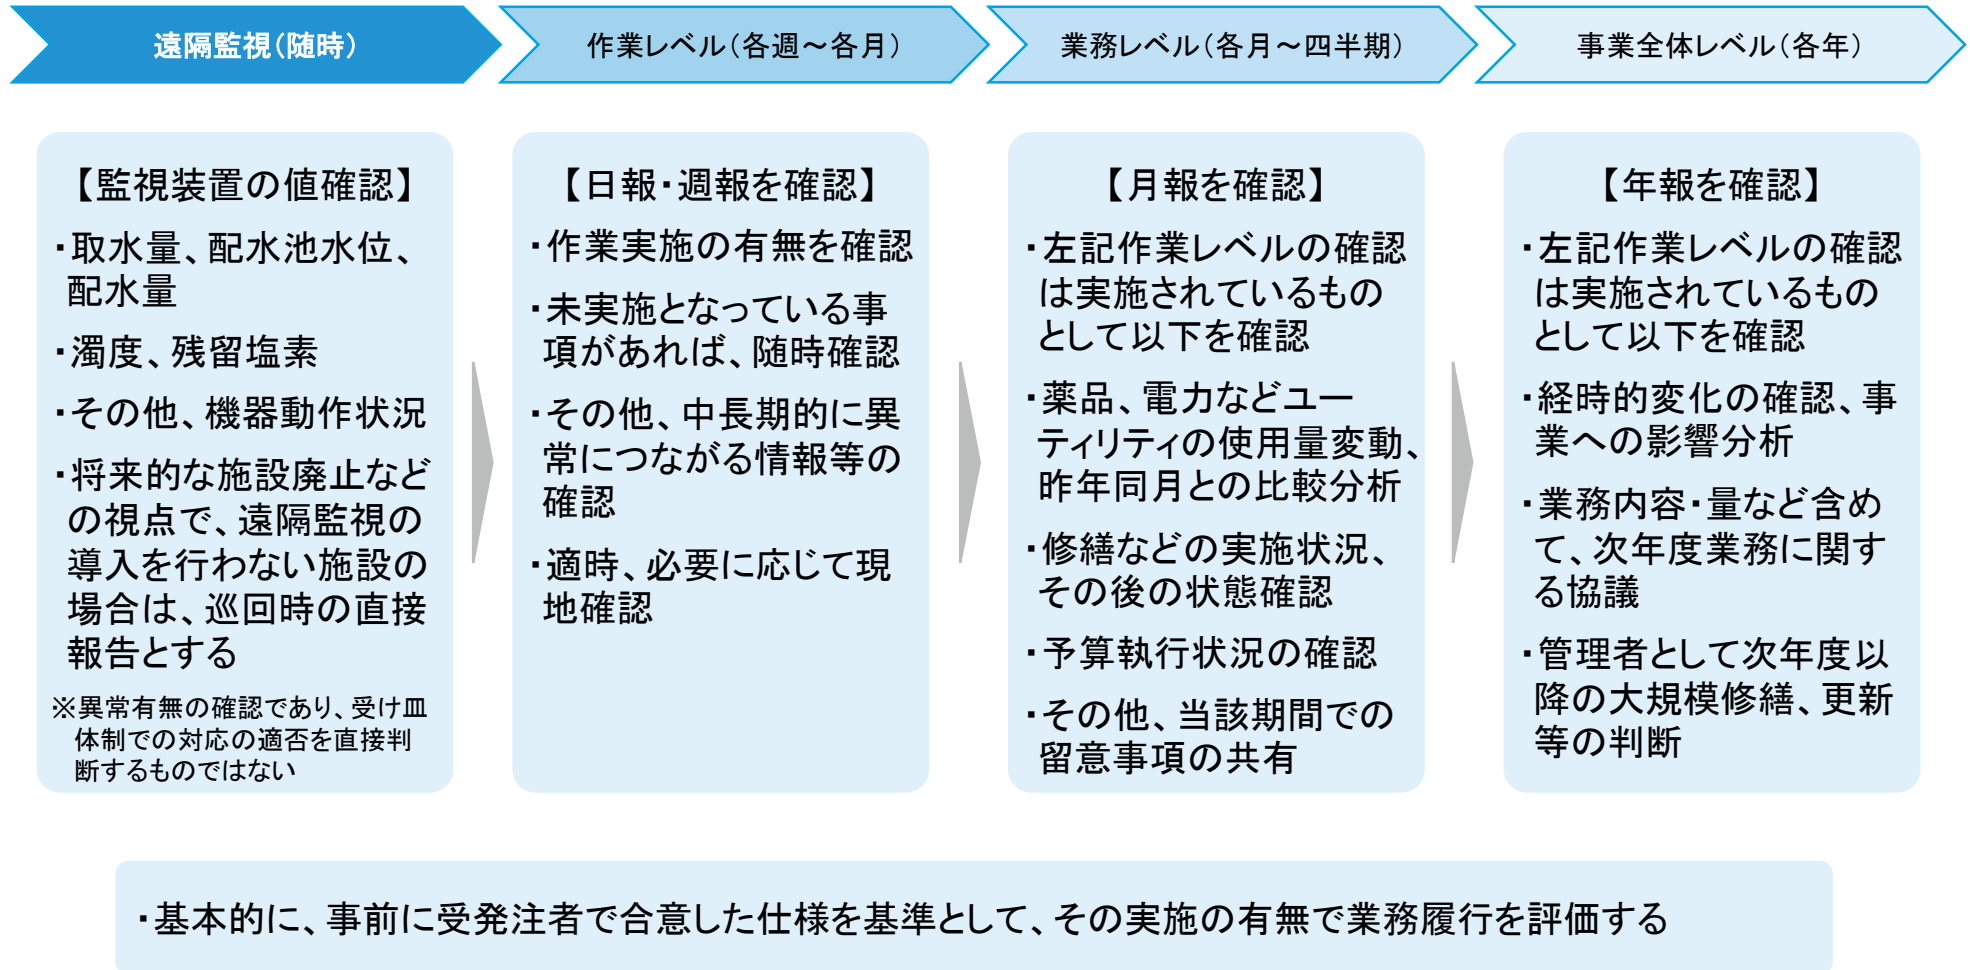 遠隔監視（随時）
作業レベル（各週～各月）
業務レベル（各月～四半期）
事業全体レベル（各年）
【監視装置の値確認】
・取水量、配水池水位、
配水量
・濁度、残留塩素
・その他、機器動作状況
・将来的な施設廃止など
の視点で、遠隔監視の
導入を行わない施設の
場合は、巡回時の直接
報告とする
※異常有無の確認であり、受け皿
体制での対応の適否を直接判
断するものではない
【日報・週報を確認】
・作業実施の有無を確認
・未実施となっている事
項があれば、随時確認
・その他、中長期的に異
常につながる情報等の
確認
・適時、必要に応じて現
地確認
【月報を確認】
・左記作業レベルの確認
は実施されているもの
として以下を確認
・薬品、電力などユー
ティリティの使用量変動、
昨年同月との比較分析
・修繕などの実施状況、
その後の状態確認
・予算執行状況の確認
・その他、当該期間での
留意事項の共有
【年報を確認】
・左記作業レベルの確認
は実施されているもの
として以下を確認
・経時的変化の確認、事
業への影響分析
・業務内容・量など含め
て、次年度業務に関す
る協議
・管理者として次年度以
降の大規模修繕、更新
等の判断
・基本的に、事前に受発注者で合意した仕様を基準として、その実施の有無で業務履行を評価する